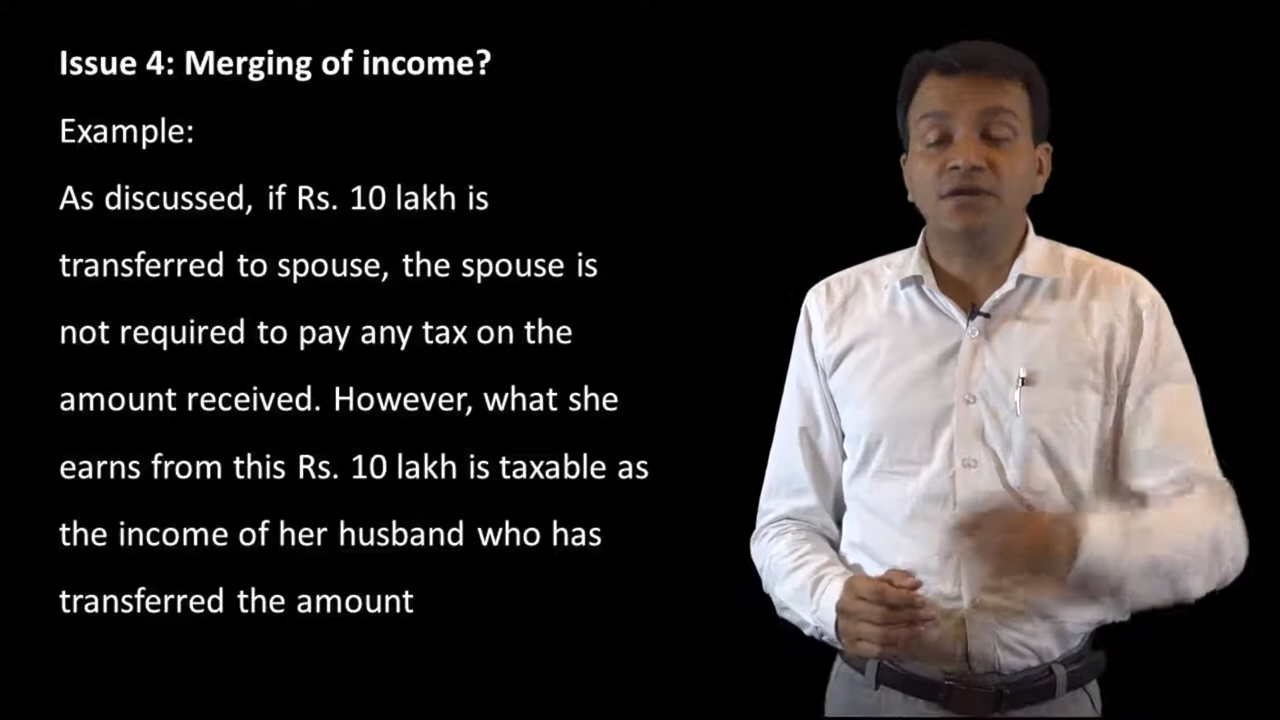 Issue 4: Merging of income?
Example:
As discussed, if Rs. 10 lakh is
transferred to spouse, the spouse is
not required to pay any tax on the
amount received. However, what she
earns from this Rs. 10 lakh is taxable as
the income of her husband who has
transferred the amount